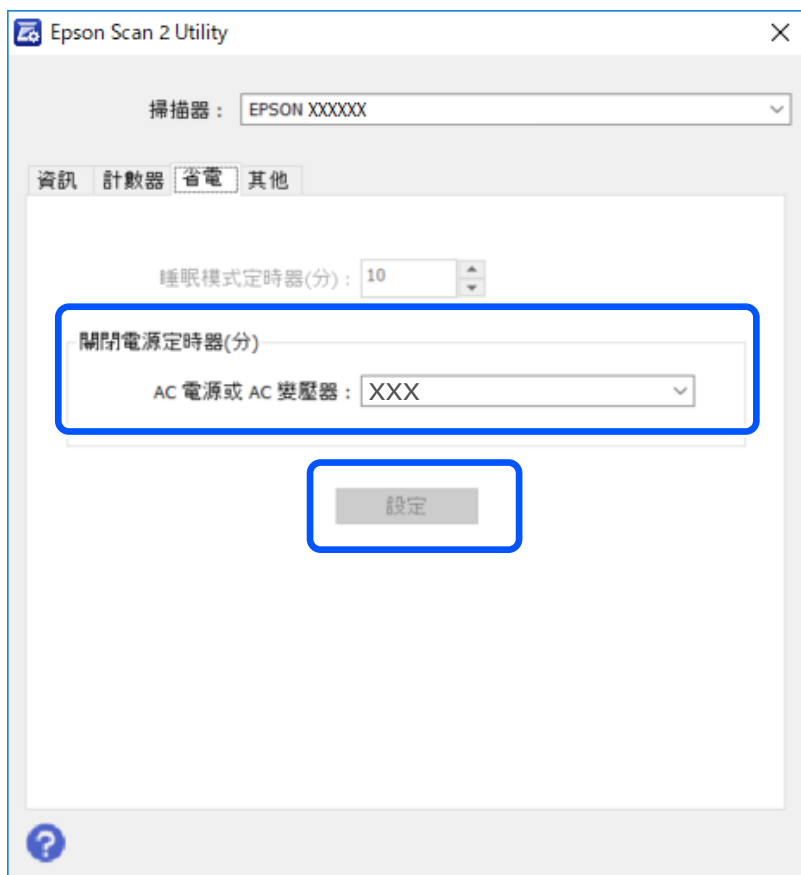 Epson Scan 2 Utility
掃描器： EPSON XXXXXX
資訊 計數器 省電 其他
睡眠模式定時器(分)： 10
關閉電源定時器(分)
AC 電源或 AC 變壓器： XXX
設定
?